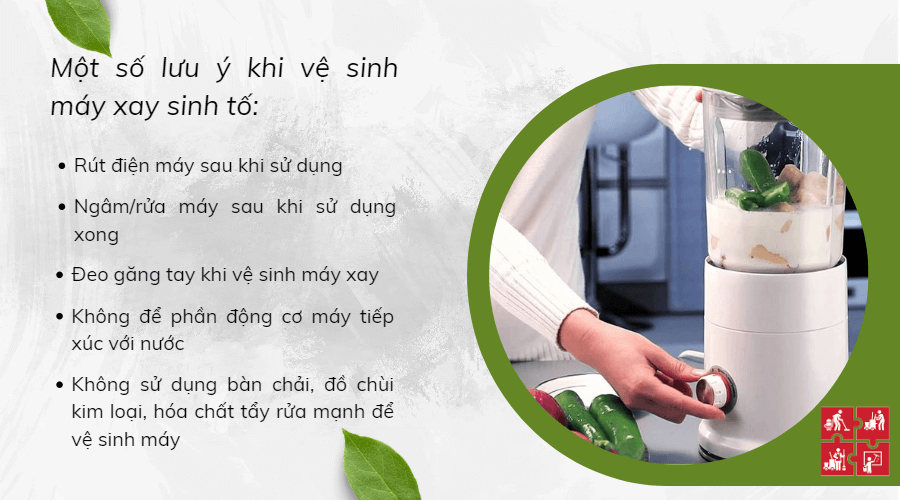 Một số lưu ý khi vệ sinh
máy xay sinh tố:
• Rút điện máy sau khi sử dụng
• Ngâm/rửa máy sau khi sử dụng
xong
• Đeo găng tay khi vệ sinh máy xay
• Không để phần động cơ máy tiếp
xúc với nước
• Không sử dụng bàn chải, đồ chùi
kim loại, hóa chất tẩy rửa mạnh để
vệ sinh máy